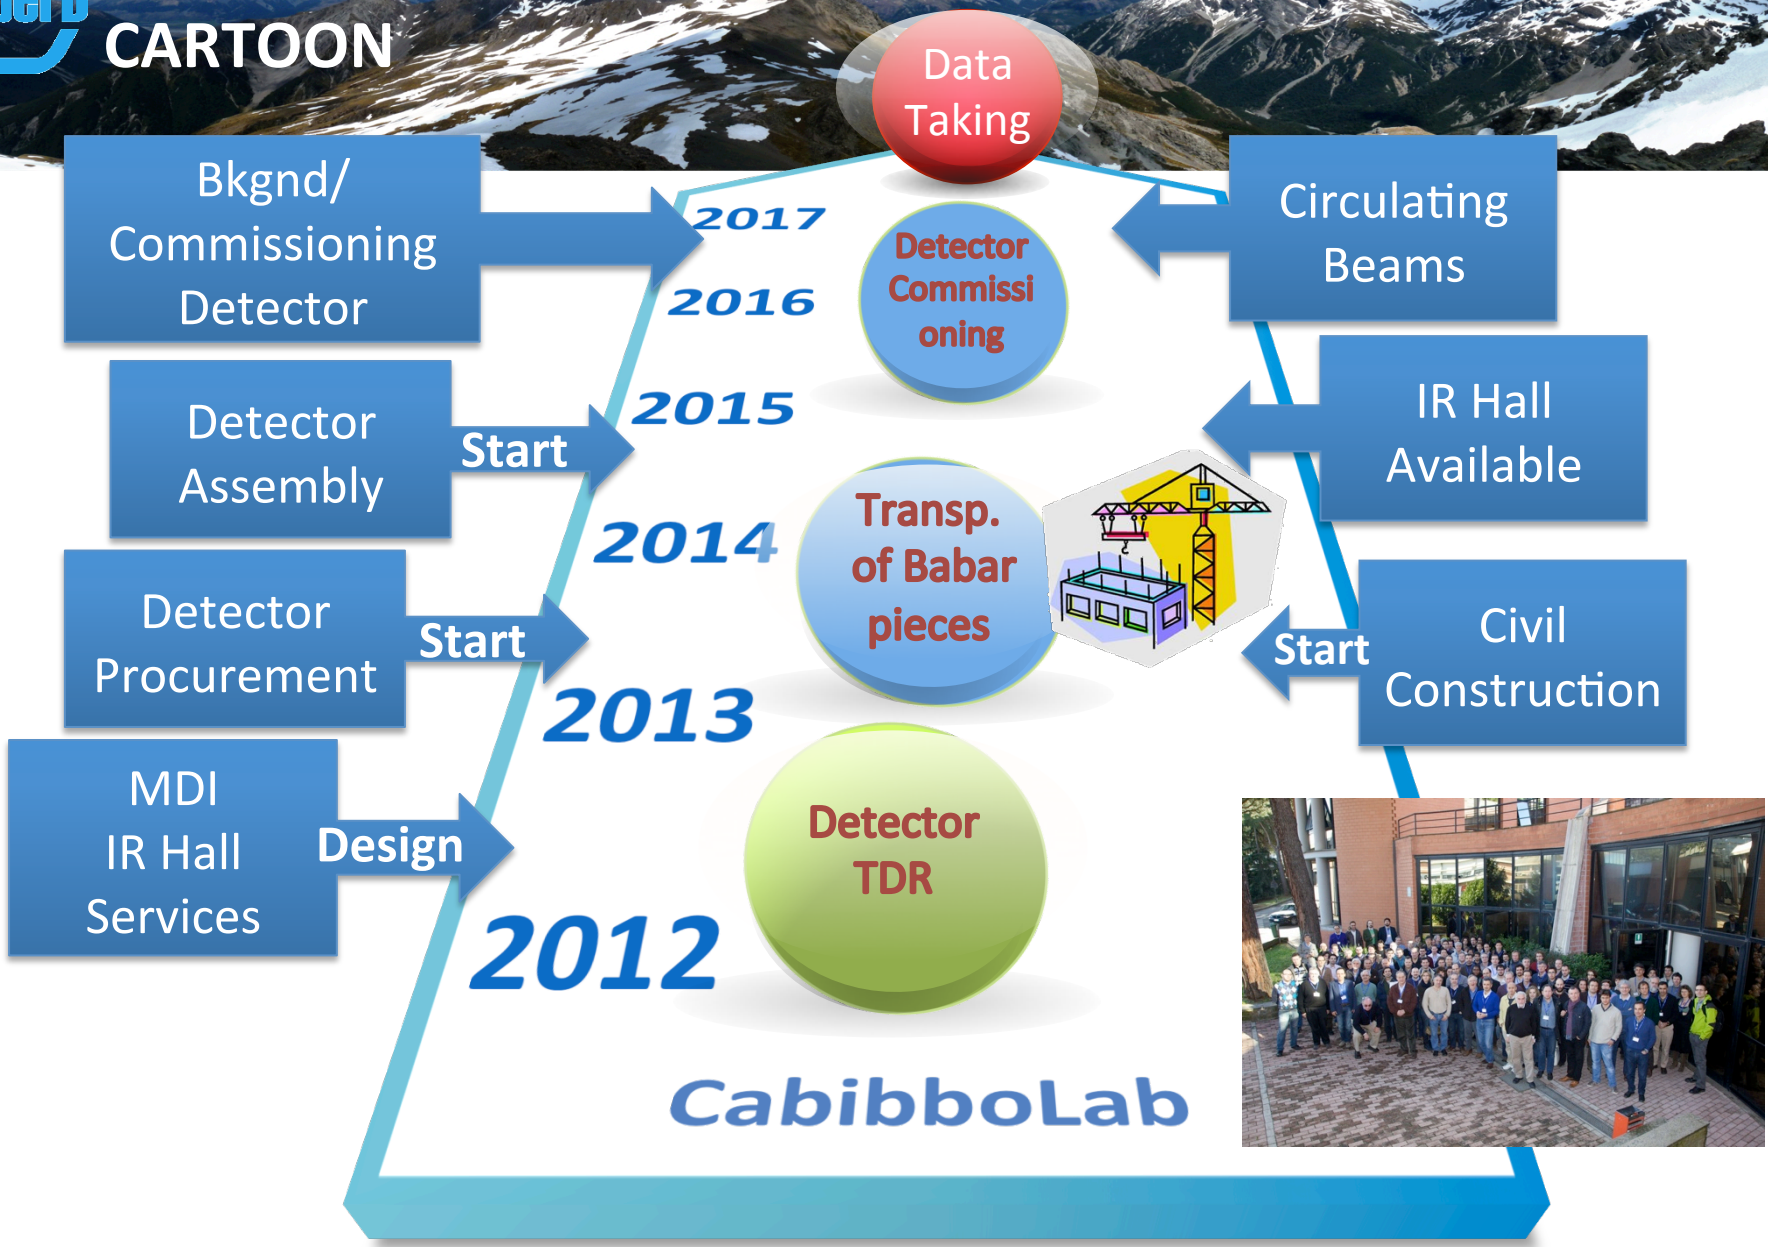 CARTOON
Data
Taking
Bkgnd/
Commissioning
Detector
Circulating
Beams
2017
Detector
Commissi
oning
2016
Detector
Assembly
Start
2015
IR Hall
Available
Transp.
of Babar
pieces
2014
Detector
Procurement
Start
Start
Civil
Construction
2013
MDI
IR Hall
Services
Design
Detector
TDR
2012
CabibboLab